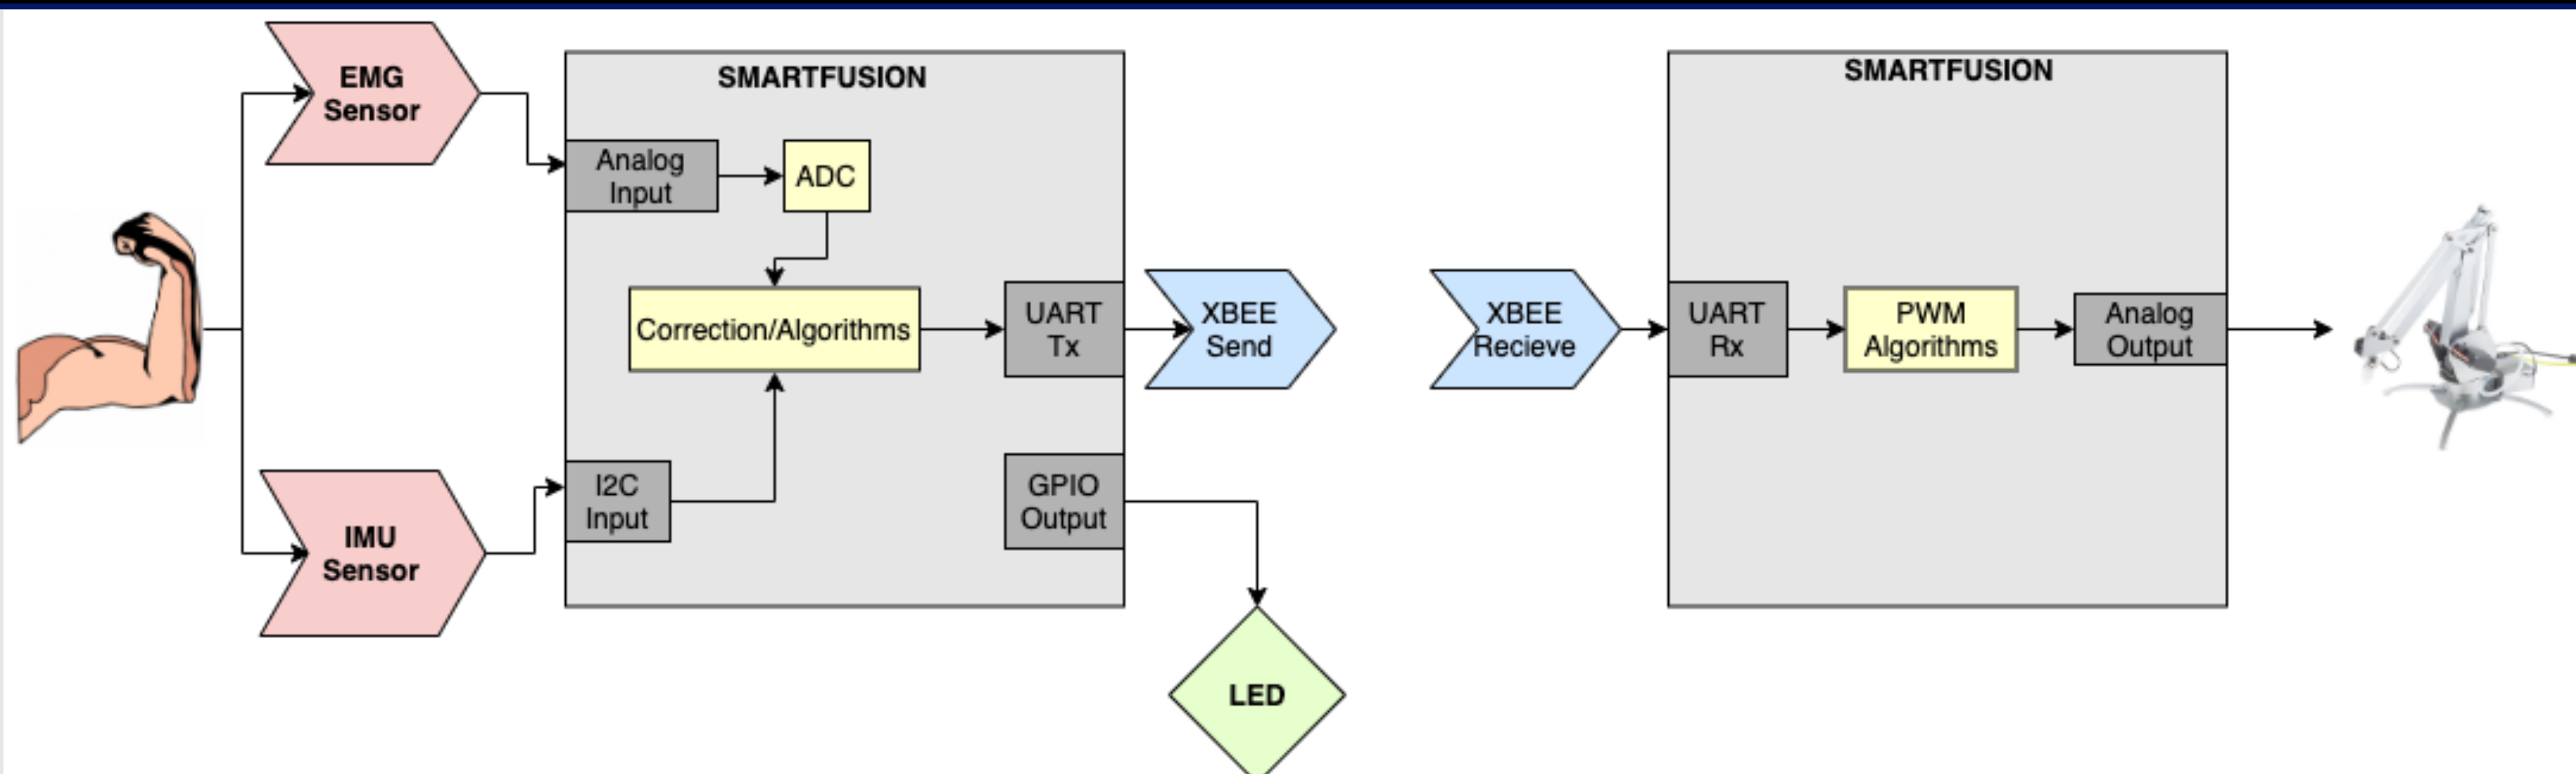 EMG
Sensor
SMARTFUSION
Analog
Input
ADC
Correction/Algorithms
UART
Tx
XBEE
Send
IMU
Sensor
I2C
Input
GPIO
Output
LED
XBEE
Recieve
SMARTFUSION
UART
Rx
PWM
Algorithms
Analog
Output